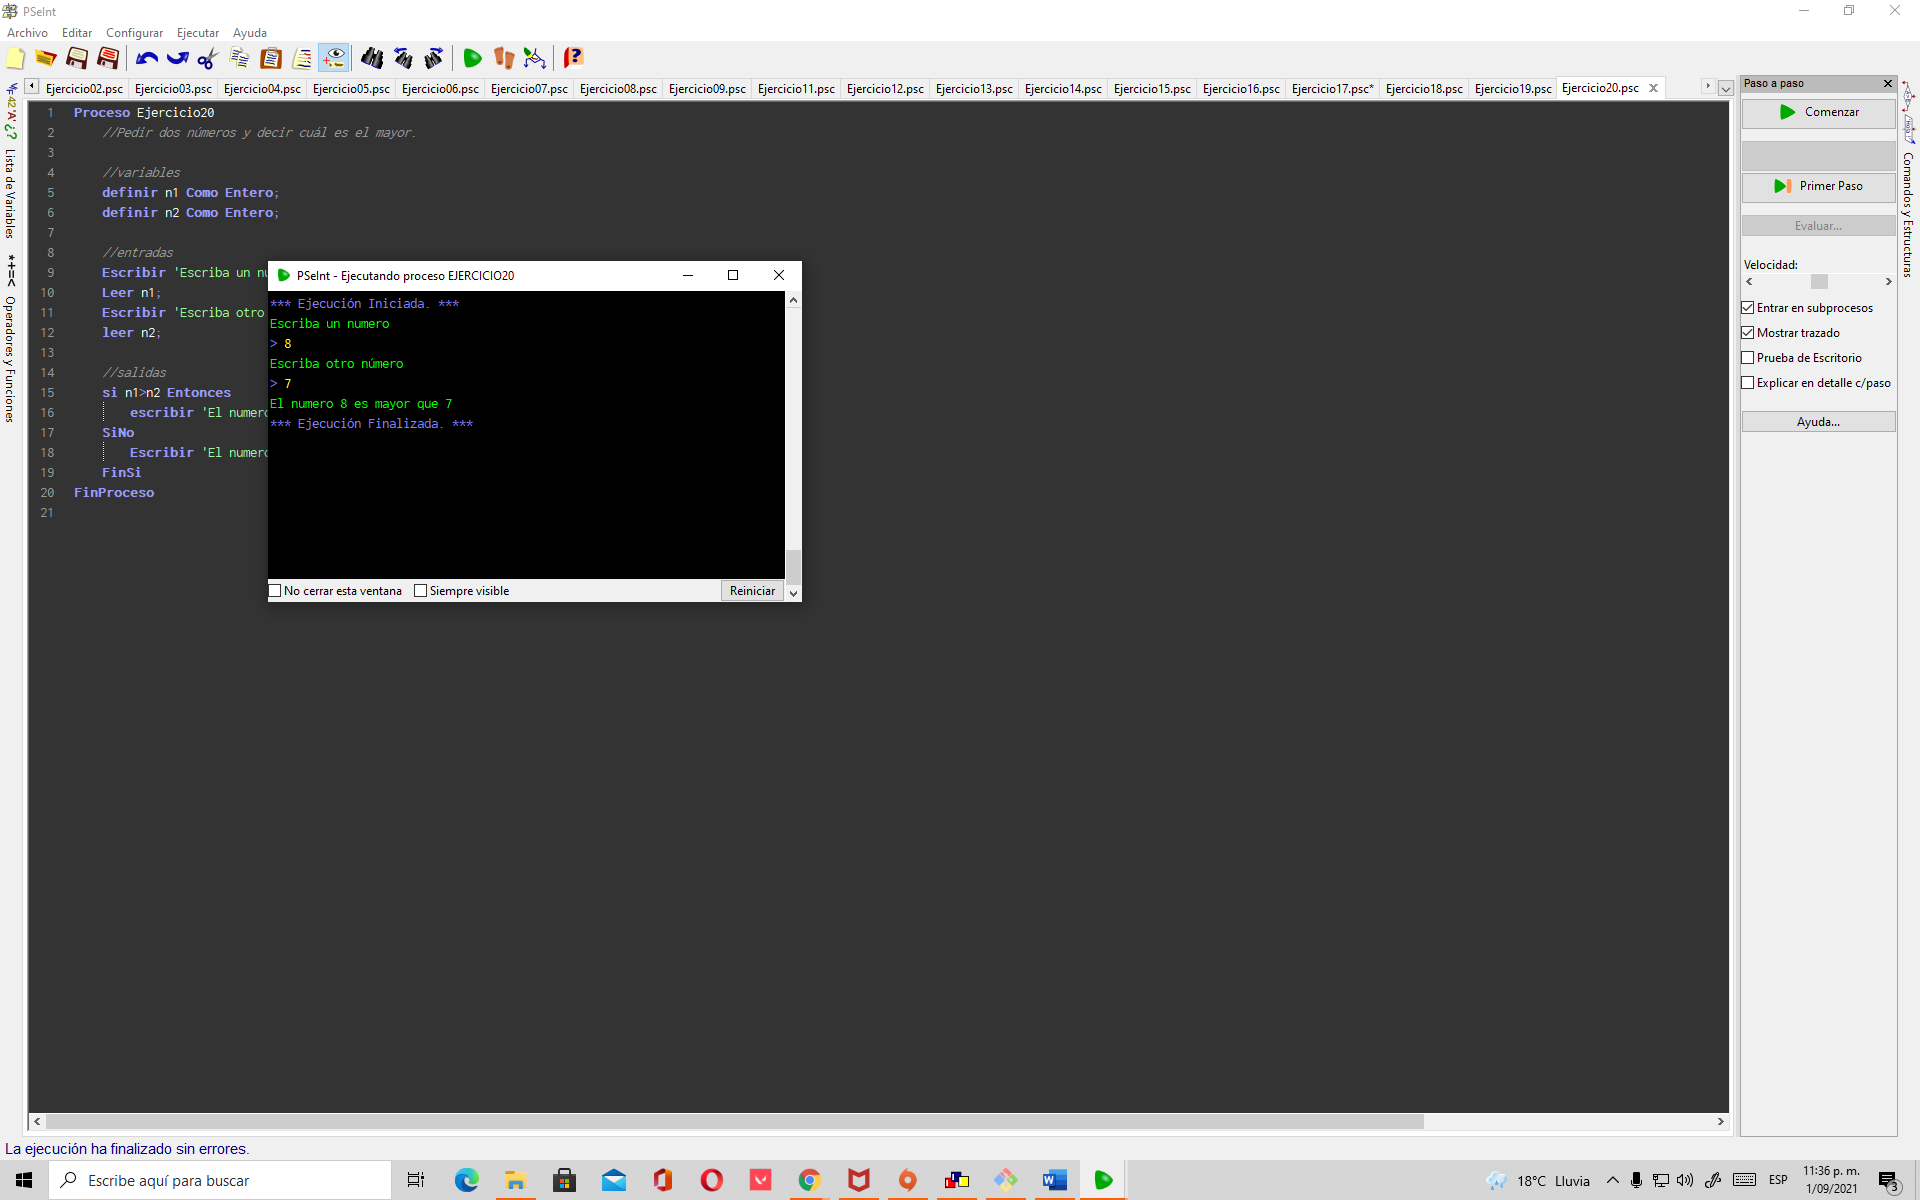 PSeInt
Archivo Editar Configurar Ejecutar Ayuda
Ejercicio02.psc Ejercicio03.psc Ejercicio04.psc Ejercicio05.psc Ejercicio06.psc Ejercicio07.psc Ejercicio08.psc Ejercicio09.psc Ejercicio11.psc Ejercicio12.psc Ejercicio13.psc Ejercicio14.psc Ejercicio15.psc Ejercicio16.psc Ejercicio17.psc* Ejercicio18.psc Ejercicio19.psc Ejercicio20.psc
Lista de Variables
*+=< Operadores y Funciones
1 Proceso Ejercicio20
2 //Pedir dos números y decir cuál es el mayor.
3
4 //variables
5 definir n1 Como Entero;
6 definir n2 Como Entero;
7
8 //entradas
9 Escribir 'Escriba un nu
10 Leer n1;
11 Escribir 'Escriba otro
12 leer n2;
13
14 //salidas
15 si n1>n2 Entonces
16 escribir 'El numero
17 SiNo
18 Escribir 'El numero
19 FinSi
20 FinProceso
21
PSeInt - Ejecutando proceso EJERCICIO20
*** Ejecución Iniciada. ***
Escriba un numero
> 8
Escriba otro número
> 7
El numero 8 es mayor que 7
*** Ejecución Finalizada. ***
No cerrar esta ventana Siempre visible Reiniciar
Paso a paso
Comenzar
Primer Paso
Evaluar...
Velocidad:
Entrar en subprocesos
Mostrar trazado
Prueba de Escritorio
Explicar en detalle c/paso
Ayuda...
Comandos y Estructuras
La ejecución ha finalizado sin errores.
Escribe aquí para buscar
18°C Lluvia
ESP
11:36 p. m.
1/09/2021
3